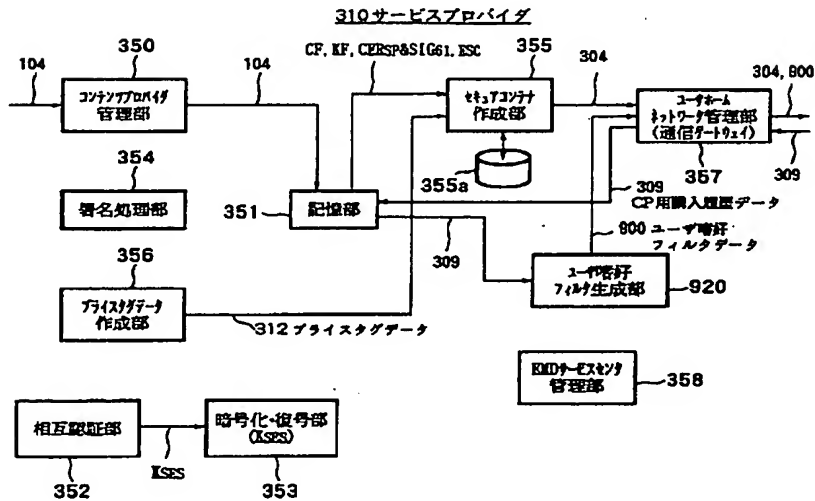 310サービスプロバイダ
350
コンテンツプロバイダ
管理部
104
104
CF, KF, CERSP&SIG61, ESC
355
セキュアコンテナ
作成部
304
ユーザホーム
ネットワーク管理部
(通信ゲートウェイ)
304, 800
309
357
355a
354
署名処理部
351
記憶部
309
CP用購入履歴データ
309
900 ユーザ嗜好
フィルタデータ
356
プライスタグデータ
作成部
312 プライスタグデータ
ユーザ嗜好
フィルタ生成部
920
EMDサービスセンタ
管理部
358
相互認証部
352
KSES
暗号化・復号部
(KSES)
353